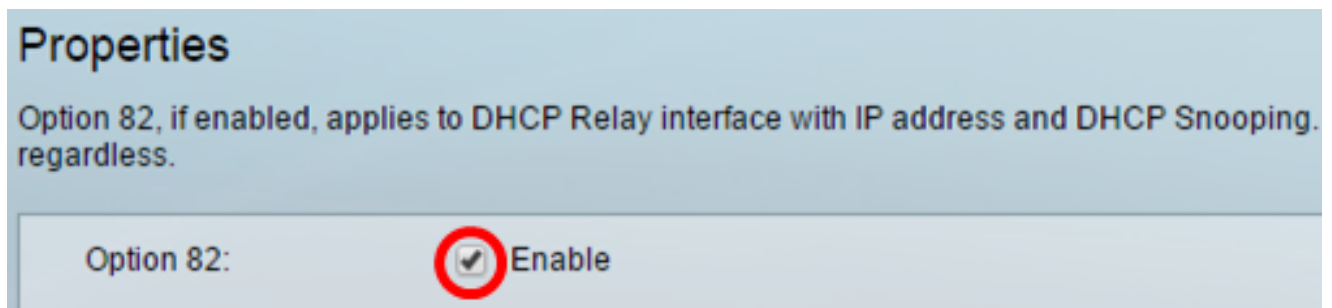 Properties
Option 82, if enabled, applies to DHCP Relay interface with IP address and DHCP Snooping.
regardless.
Option 82:
Enable